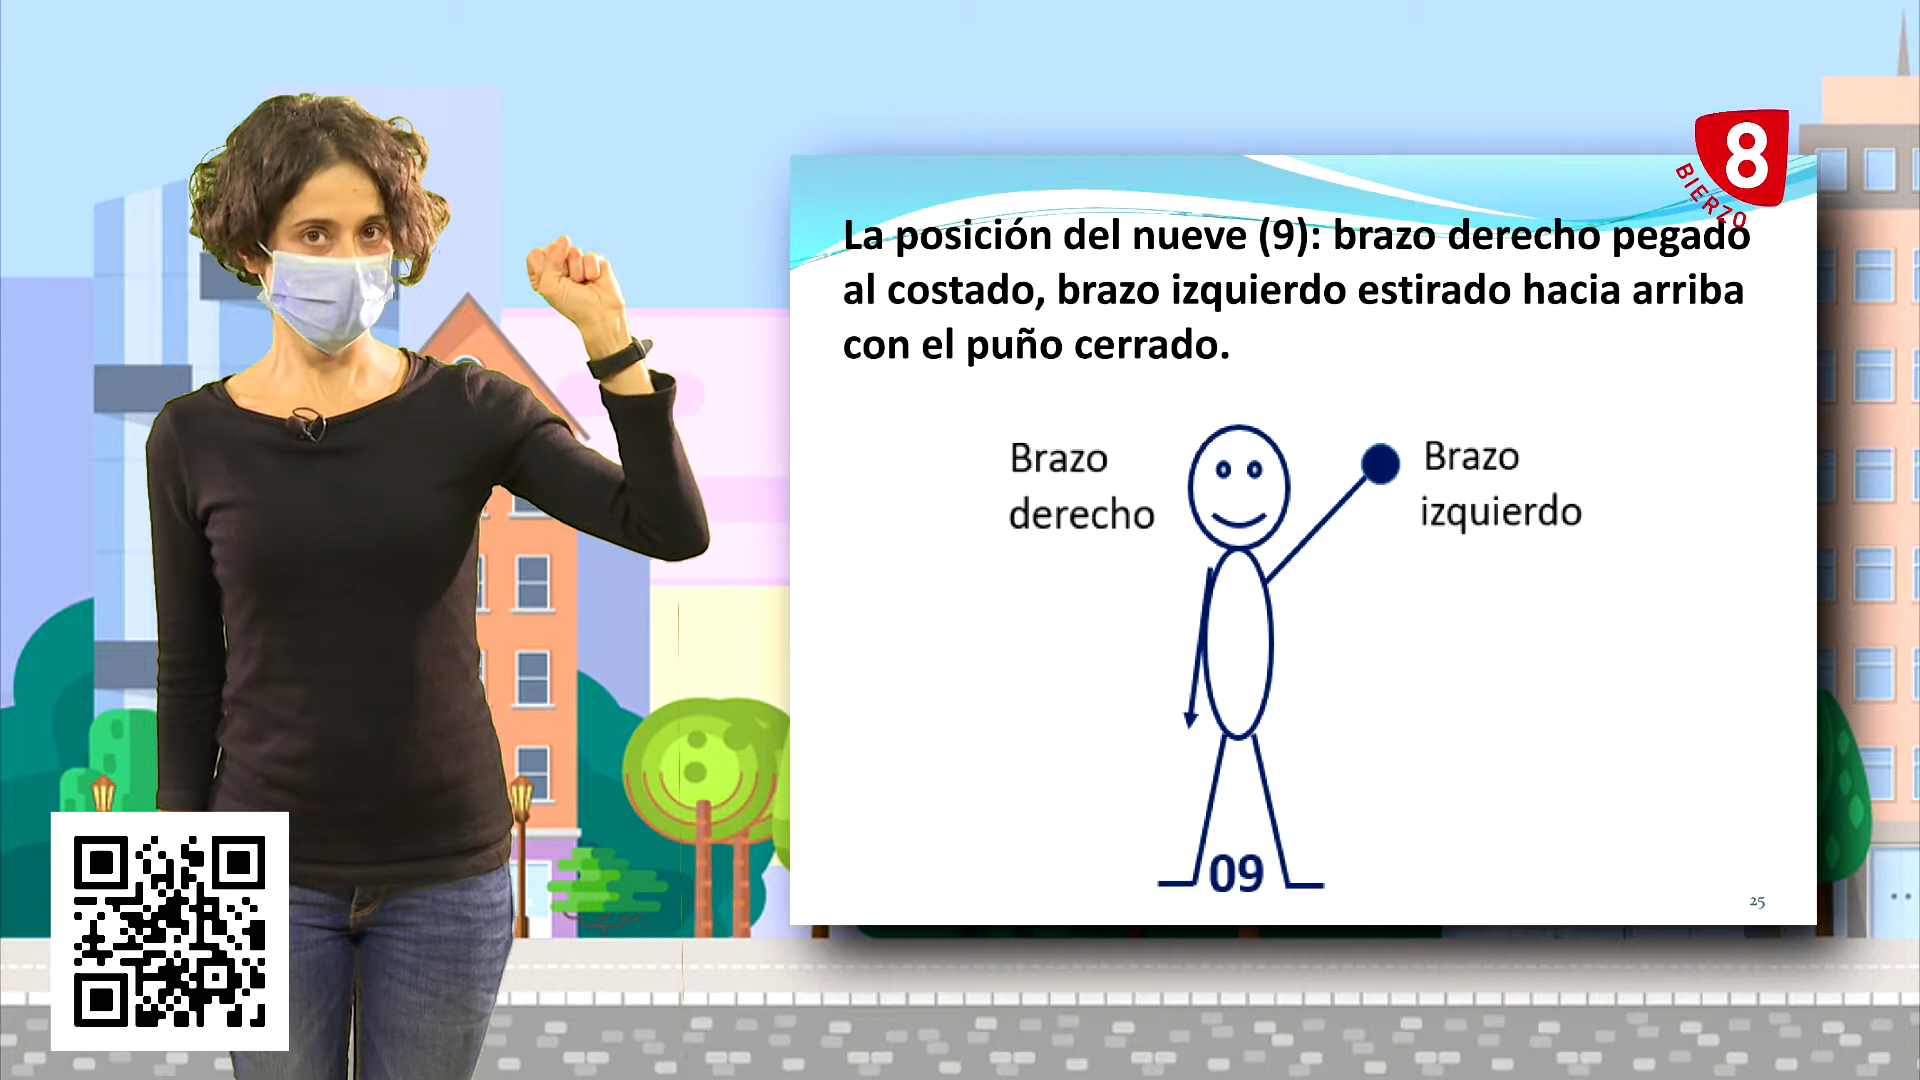 8
BIERZO
La posición del nueve (9): brazo derecho pegado
al costado, brazo izquierdo estirado hacia arriba
con el puño cerrado.
Brazo
derecho
Brazo
izquierdo
09
25